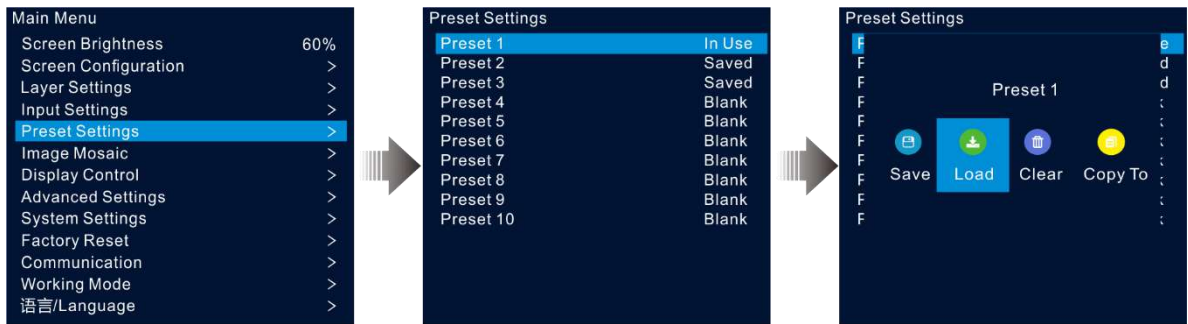 Main Menu
Screen Brightness 60%
Screen Configuration >
Layer Settings >
Input Settings >
Preset Settings >
Image Mosaic >
Display Control >
Advanced Settings >
System Settings >
Factory Reset >
Communication >
Working Mode >
语言/Language >
Preset Settings
Preset 1 In Use
Preset 2 Saved
Preset 3 Saved
Preset 4 Blank
Preset 5 Blank
Preset 6 Blank
Preset 7 Blank
Preset 8 Blank
Preset 9 Blank
Preset 10 Blank
Preset Settings
Preset 1
Save Load Clear Copy To